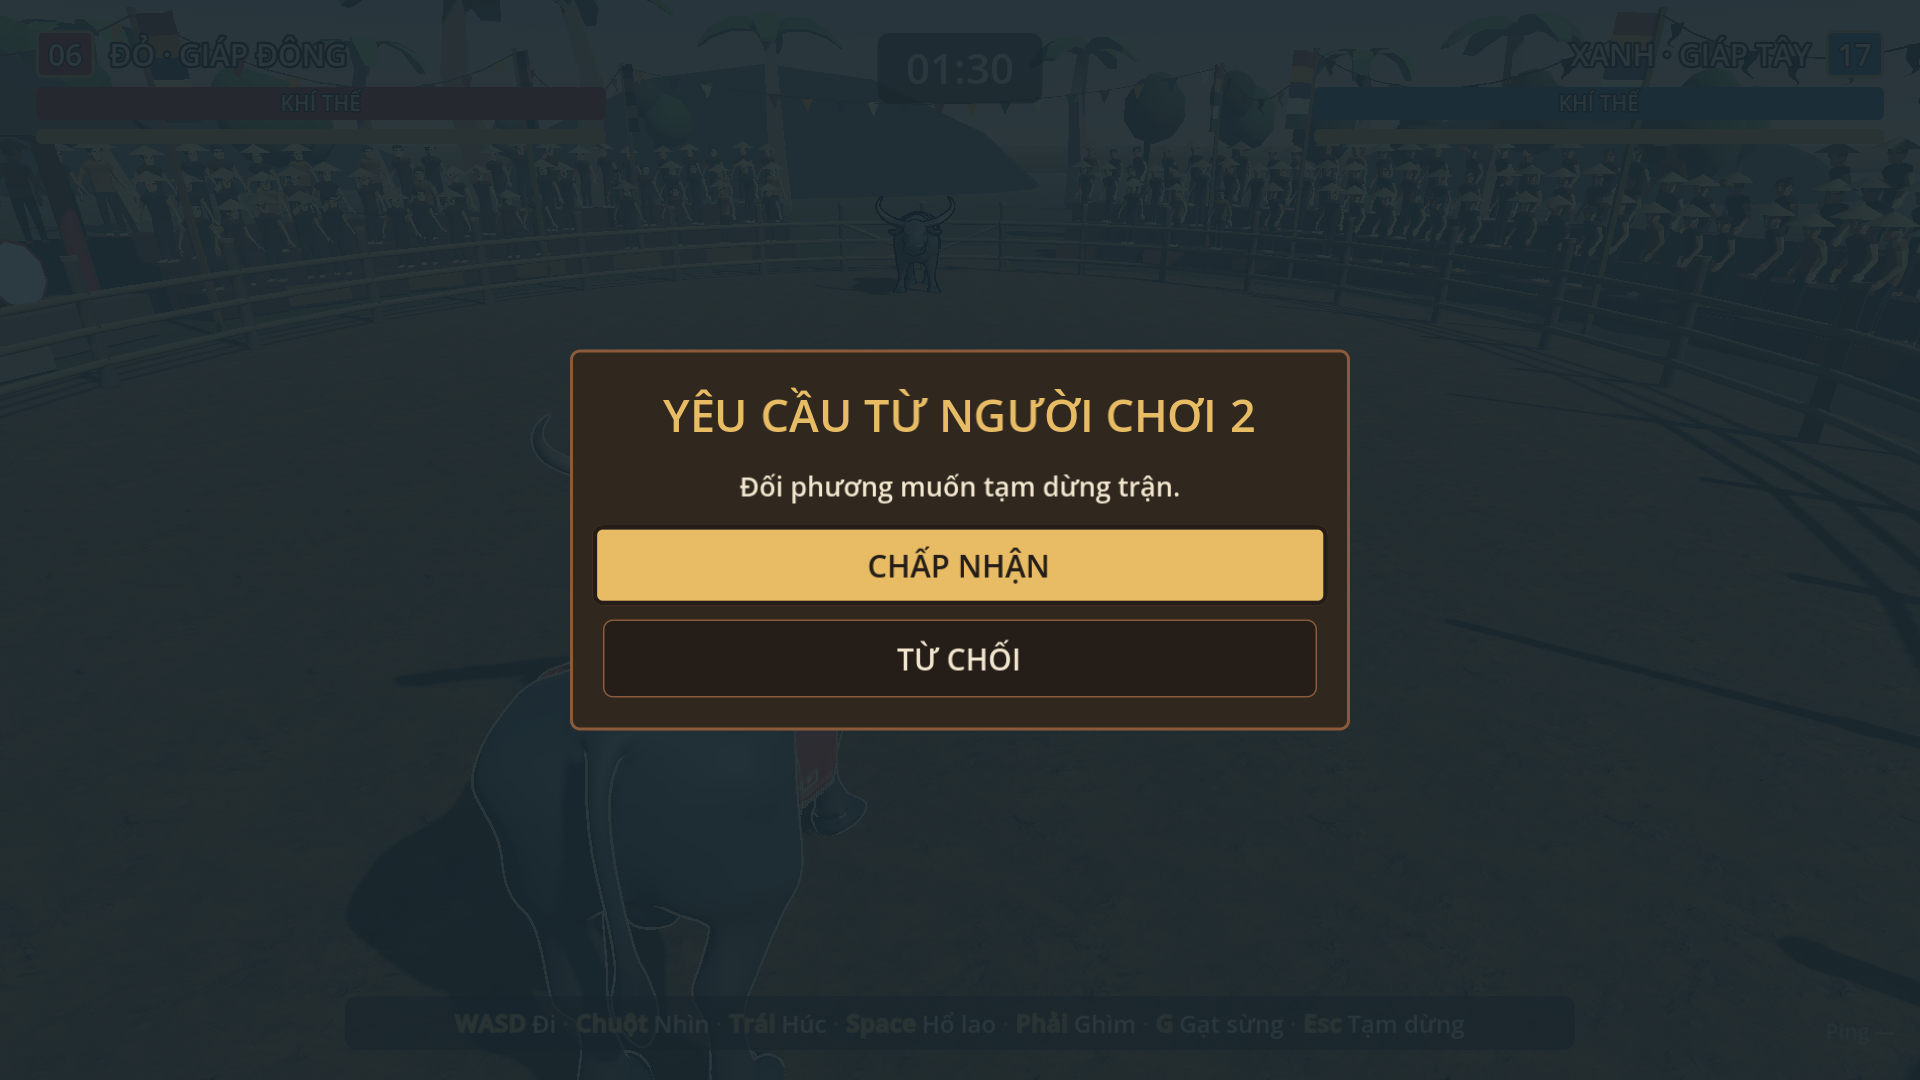 06 ĐỎ · GIÁP ĐÔNG
KHÍ THẾ
01:30
XANH · GIÁP TÂY 17
KHÍ THẾ
YÊU CẦU TỪ NGƯỜI CHƠI 2
Đối phương muốn tạm dừng trận.
CHẤP NHẬN
TỪ CHỐI
WASD Đi · Chuột Nhìn · Trái Húc · Space Hổ lao · Phải Ghìm · G Gạt sừng · Esc Tạm dừng
Ping —